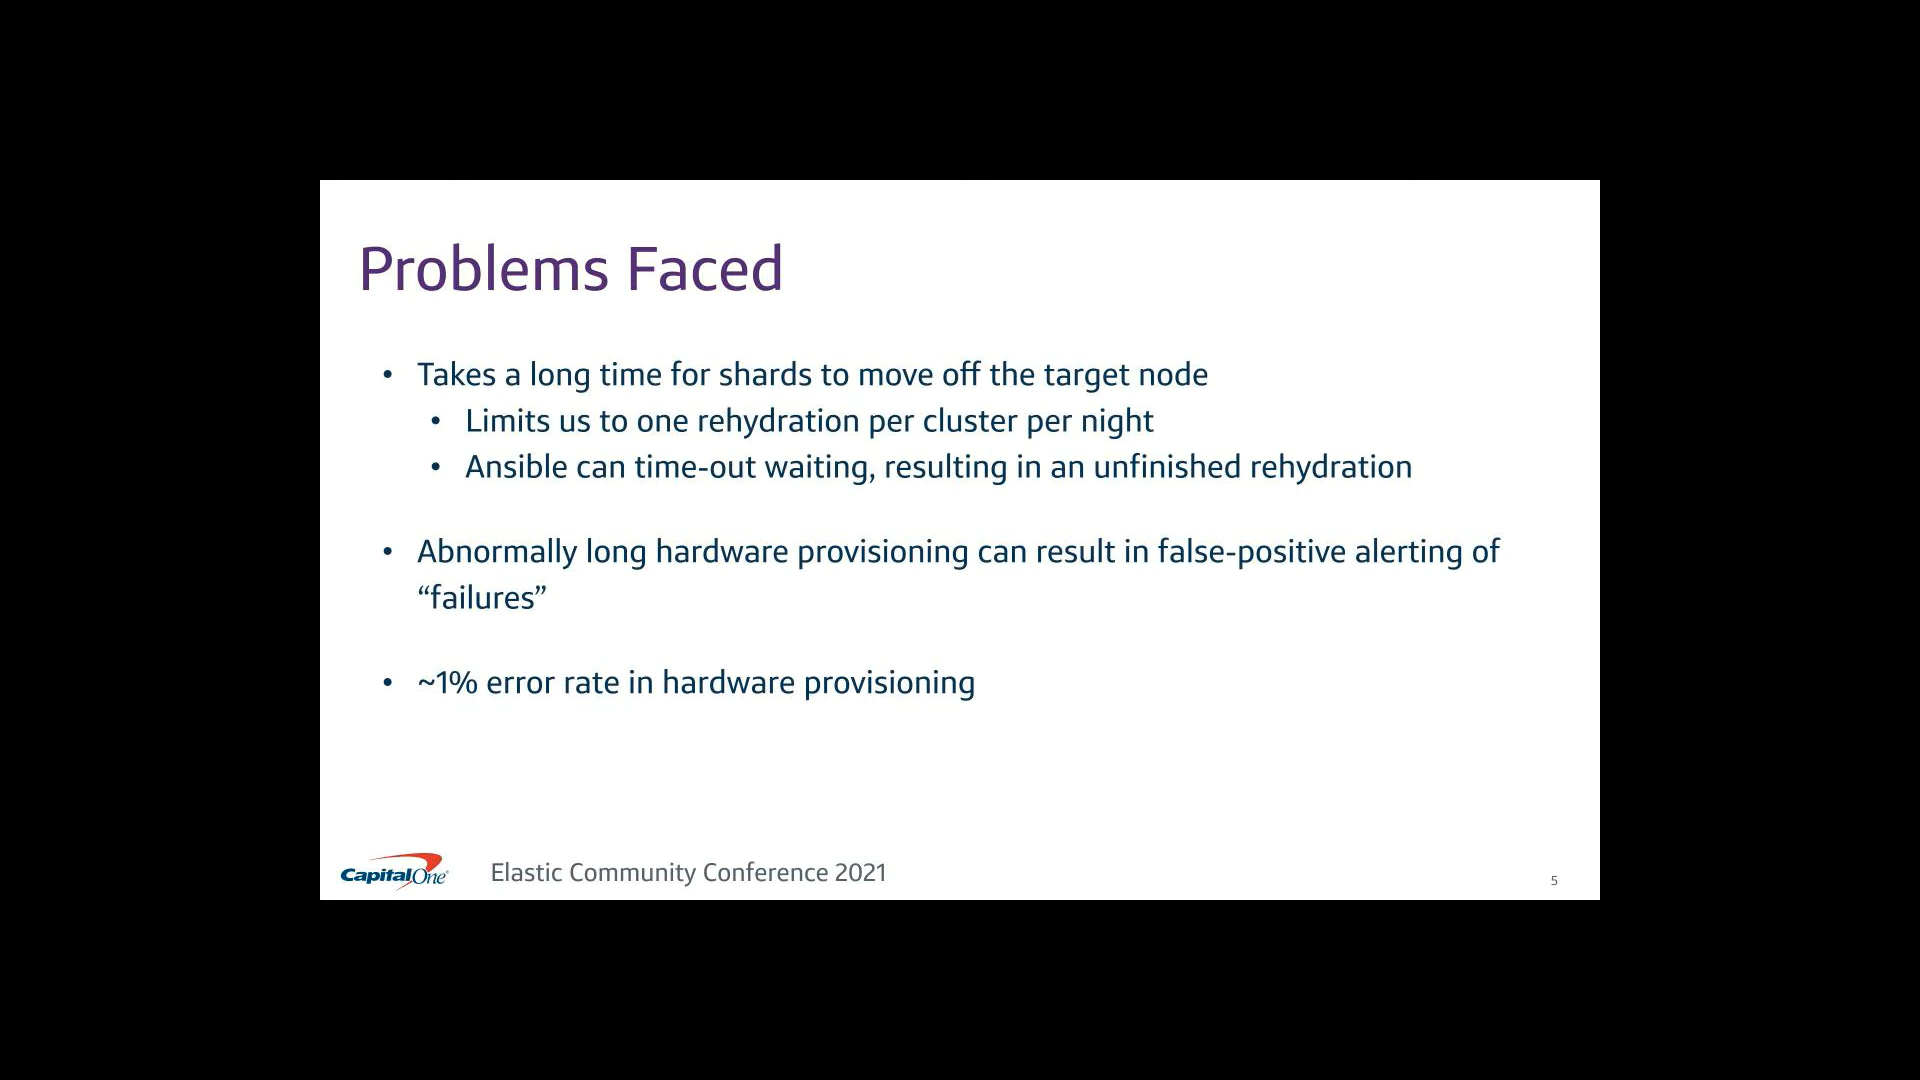 Problems Faced
• Takes a long time for shards to move off the target node
• Limits us to one rehydration per cluster per night
• Ansible can time-out waiting, resulting in an unfinished rehydration
• Abnormally long hardware provisioning can result in false-positive alerting of
“failures”
• ~1% error rate in hardware provisioning
CapitalOne®
Elastic Community Conference 2021
5